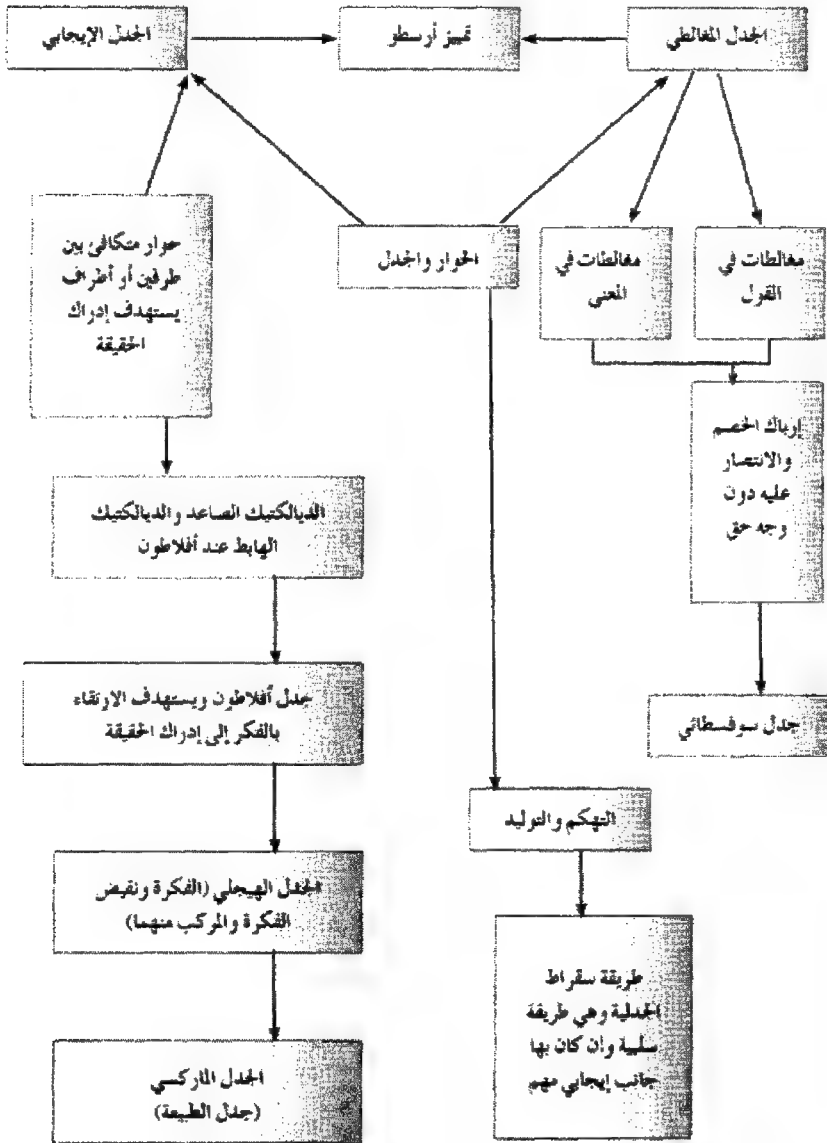 الجدل المغالطي
تمييز أرسطو
الجدل الإيجابي
مغالطات في
القول
مغالطات في
المعنى
الحوار والجدل
حوار متكافئ بين
طرفين أو أطراف
يستهدف إدراك
الحقيقة
إرباك الخصم
والانتصار
عليه دون
وجه حق
الديالكتيك الصاعد والديالكتيك
الهابط عند أفلاطون
جدل سوفسطائي
جدل أفلاطون ويستهدف الارتقاء
بالفكر إلى إدراك الحقيقة
التهكم والتوليد
الجدل الهيجلي (الفكرة ونقيض
الفكرة والمركب منهما)
طريقة سقراط
الجدلية وهي طريقة
سلبية وان كان بها
جانب إيجابي مهم
الجدل الماركسي
(جدل الطبيعة)